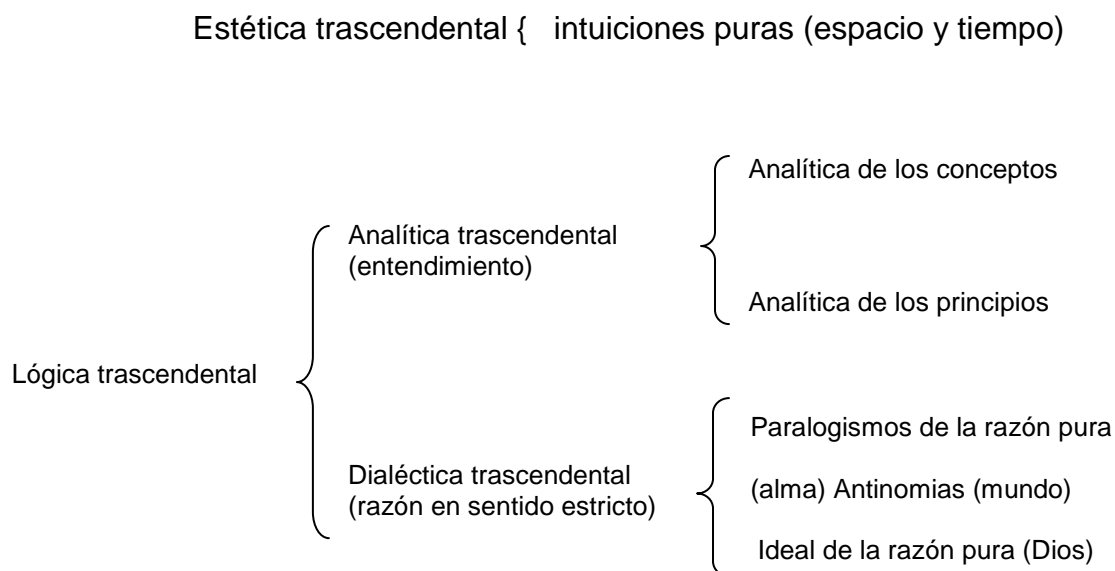 Estética trascendental { intuiciones puras (espacio y tiempo)
Analítica de los conceptos
Analítica trascendental
(entendimiento)
Analítica de los principios
Lógica trascendental
Paralogismos de la razón pura
Dialéctica trascendental
(razón en sentido estricto)
(alma) Antinomias (mundo)
Ideal de la razón pura (Dios)